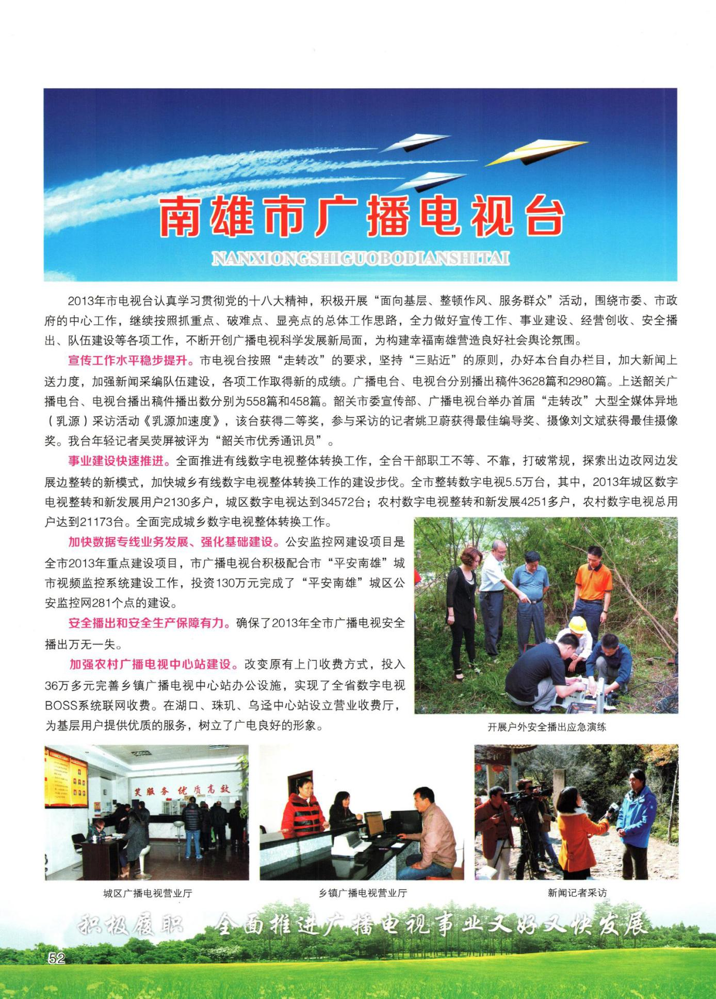 南雄市广播电视台
NANXIONGSHIGUOBODIANSHITAI
2013年市电视台认真学习贯彻党的十八大精神，积极开展“面向基层、整顿作风、服务群众”活动，围绕市委、市政
府的中心工作，继续按照抓重点、破难点、显亮点的总体工作思路，全力做好宣传工作、事业建设、经营创收、安全播
出、队伍建设等各项工作，不断开创广播电视科学发展新局面，为构建幸福南雄营造良好社会舆论氛围。
宣传工作水平稳步提升。市电视台按照“走转改”的要求，坚持“三贴近”的原则，办好本台自办栏目，加大新闻上
送力度，加强新闻采编队伍建设，各项工作取得新的成绩。广播电台、电视台分别播出稿件3628篇和2980篇。上送韶关广
播电台、电视台播出稿件播出数分别为558篇和458篇。韶关市委宣传部、广播电视台举办首届“走转改”大型全媒体异地
（乳源）采访活动《乳源加速度》，该台获得二等奖，参与采访的记者姚卫蔚获得最佳编导奖、摄像刘文斌获得最佳摄像
奖。我台年轻记者吴荧屏被评为“韶关市优秀通讯员”。
事业建设快速推进。全面推进有线数字电视整体转换工作，全台干部职工不等、不靠，打破常规，探索出边改网边发
展边整转的新模式，加快城乡有线数字电视整体转换工作的建设步伐。全市整转数字电视5.5万台，其中，2013年城区数字
电视整转和新发展用户2130多户，城区数字电视达到34572台；农村数字电视整转和新发展4251多户，农村数字电视总用
户达到21173台。全面完成城乡数字电视整体转换工作。
加快数据专线业务发展、强化基础建设。公安监控网建设项目是
全市2013年重点建设项目，市广播电视台积极配合市“平安南雄”城
市视频监控系统建设工作，投资130万元完成了“平安南雄”城区公
安监控网281个点的建设。
安全播出和安全生产保障有力。确保了2013年全市广播电视安全
播出万无一失。
加强农村广播电视中心站建设。改变原有上门收费方式，投入
36万多元完善乡镇广播电视中心站办公设施，实现了全省数字电视
BOSS系统联网收费。在湖口、珠玑、乌迳中心站设立营业收费厅，
为基层用户提供优质的服务，树立了广电良好的形象。
开展户外安全播出应急演练
笑服务 优质高效
城区广播电视营业厅
乡镇广播电视营业厅
新闻记者采访
积极履职 全面推进广播电视事业又好又快发展
52